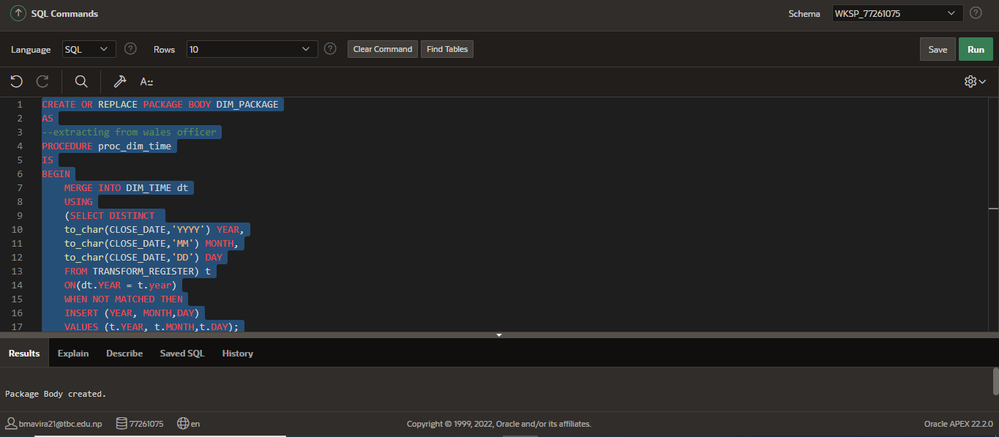 SQL Commands
Schema WKSP_77261075
Language SQL Rows 10 Clear Command Find Tables Save Run
1 CREATE OR REPLACE PACKAGE BODY DIM_PACKAGE
2 AS
3 --extracting from wales officer
4 PROCEDURE proc_dim_time
5 IS
6 BEGIN
7 MERGE INTO DIM_TIME dt
8 USING
9 (SELECT DISTINCT
10 to_char(CLOSE_DATE,'YYYY') YEAR,
11 to_char(CLOSE_DATE,'MM') MONTH,
12 to_char(CLOSE_DATE,'DD') DAY
13 FROM TRANSFORM_REGISTER) t
14 ON(dt.YEAR = t.year)
15 WHEN NOT MATCHED THEN
16 INSERT (YEAR, MONTH,DAY)
17 VALUES (t.YEAR, t.MONTH,t.DAY);
Results Explain Describe Saved SQL History
Package Body created.
bmavira21@tbc.edu.np 77261075 en Copyright © 1999, 2022, Oracle and/or its affiliates. Oracle APEX 22.2.0